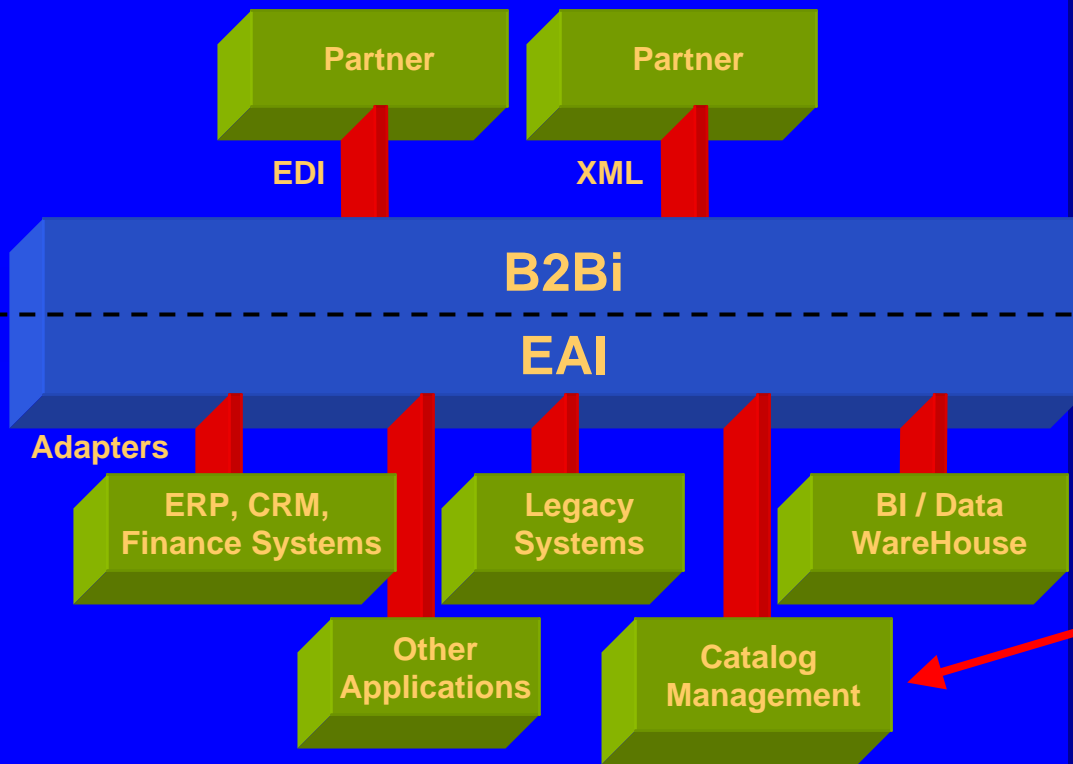 Partner
Partner
EDI
XML
B2Bi
EAI
Adapters
ERP, CRM,
Finance Systems
Legacy
Systems
BI / Data
WareHouse
Other
Applications
Catalog
Management